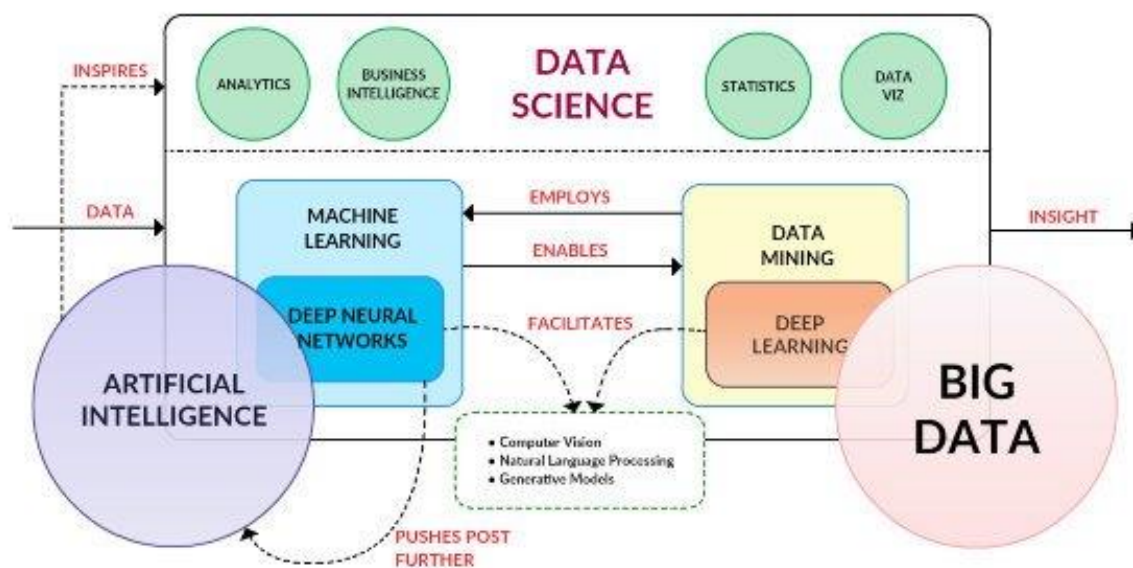 INSPIRES
ANALYTICS
BUSINESS
INTELLIGENCE
DATA
SCIENCE
STATISTICS
DATA
VIZ
DATA
MACHINE
LEARNING
EMPLOYS
ENABLES
DATA
MINING
INSIGHT
DEEP NEURAL
NETWORKS
FACILITATES
DEEP
LEARNING
ARTIFICIAL
INTELLIGENCE
BIG
DATA
• Computer Vision
• Natural Language Processing
• Generative Models
PUSHES POST
FURTHER